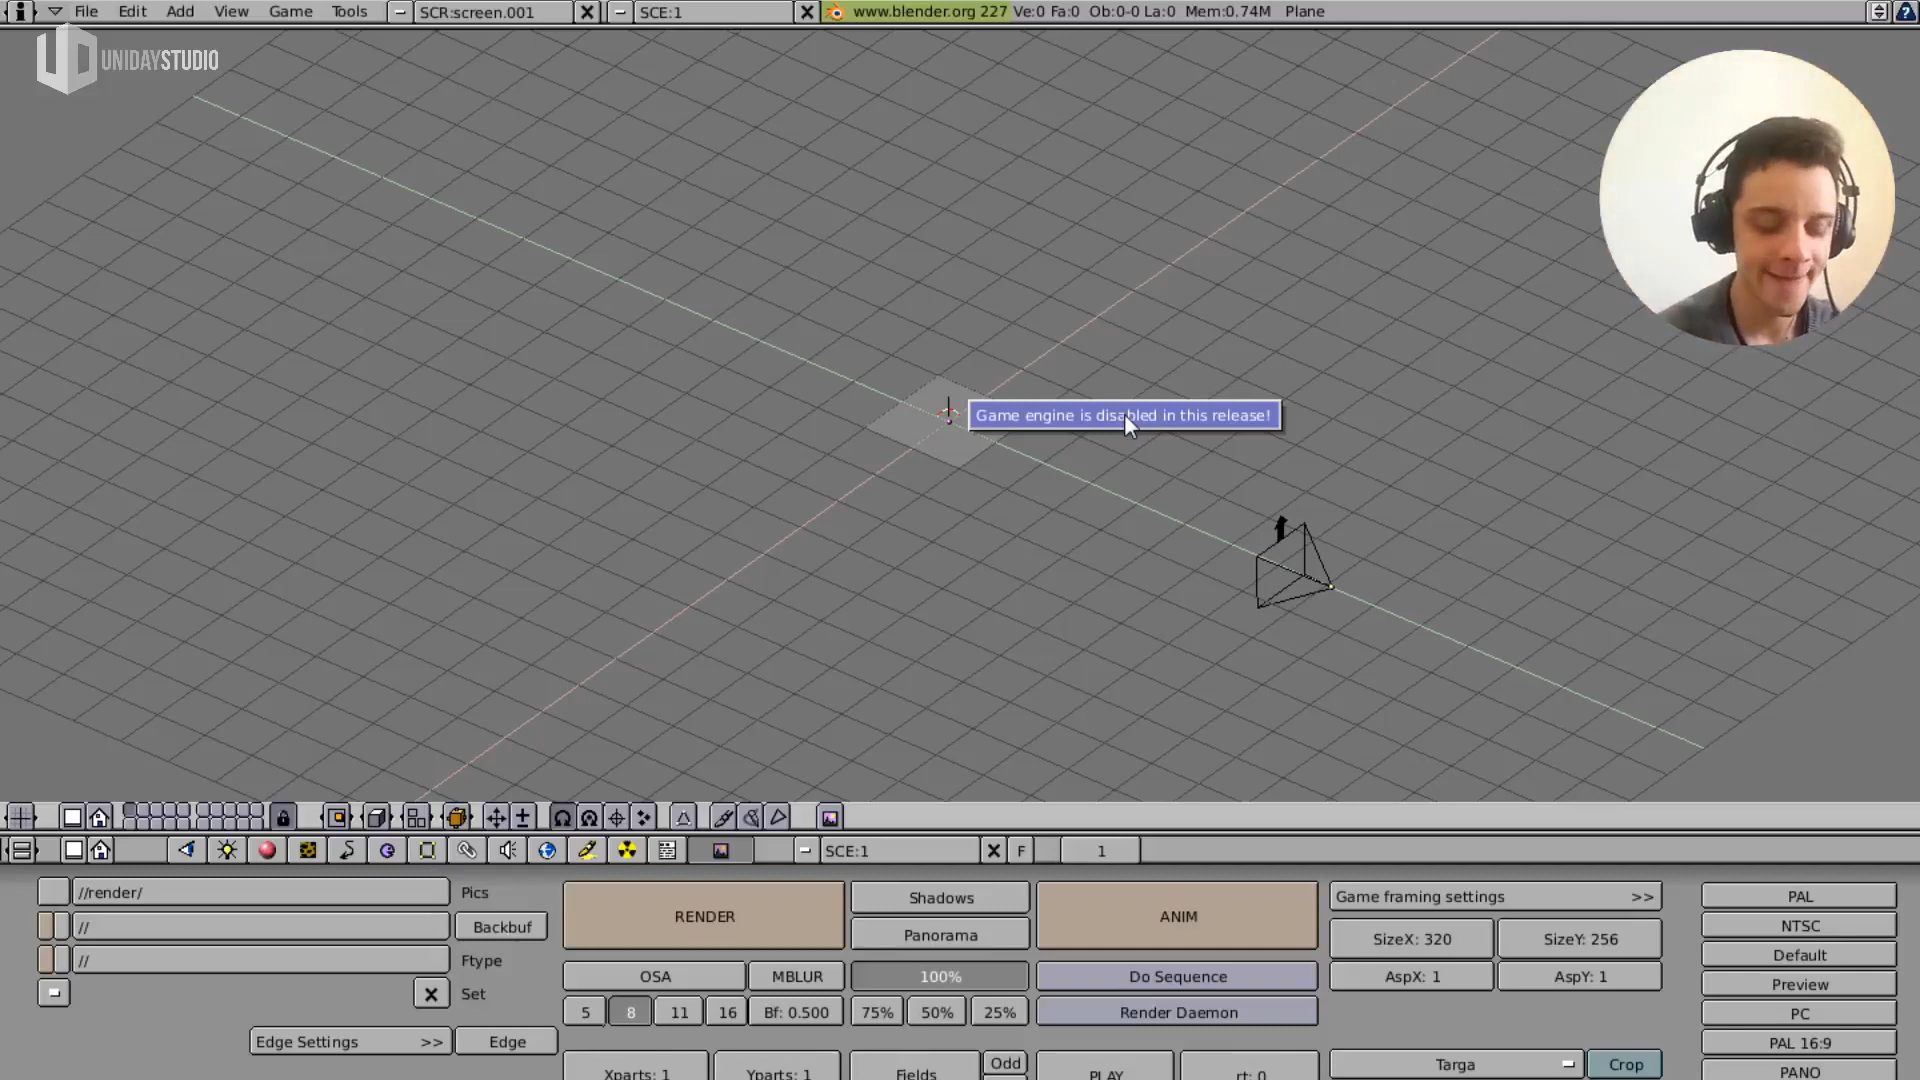 File Edit Add View Game Tools SCR:screen.001 SCE:1 www.blender.org 227 Ve:0 Fa:0 Ob:0-0 La:0 Mem:0.74M Plane
UNIDAYSTUDIO
Game engine is disabled in this release!
SCE:1 F 1
//render/ Pics
// Backbuf
// Ftype
Set
Edge Settings >> Edge
RENDER
Shadows
Panorama
ANIM
OSA MBLUR 100% Do Sequence
5 8 11 16 Bf: 0.500 75% 50% 25% Render Daemon
Xparts: 1 Yparts: 1 Fields Odd PLAY rt: 0
Game framing settings >>
SizeX: 320 SizeY: 256
AspX: 1 AspY: 1
Targa Crop
PAL
NTSC
Default
Preview
PC
PAL 16:9
PANO